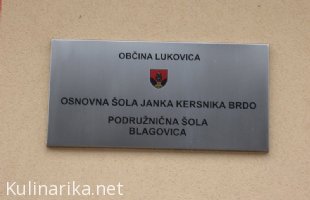 OBČINA LUKOVICA
OSNOVNA ŠOLA JANKA KERSNIKA BRDO
PODRUŽNIČNA ŠOLA
BLAGOVICA
Kulinarika.net